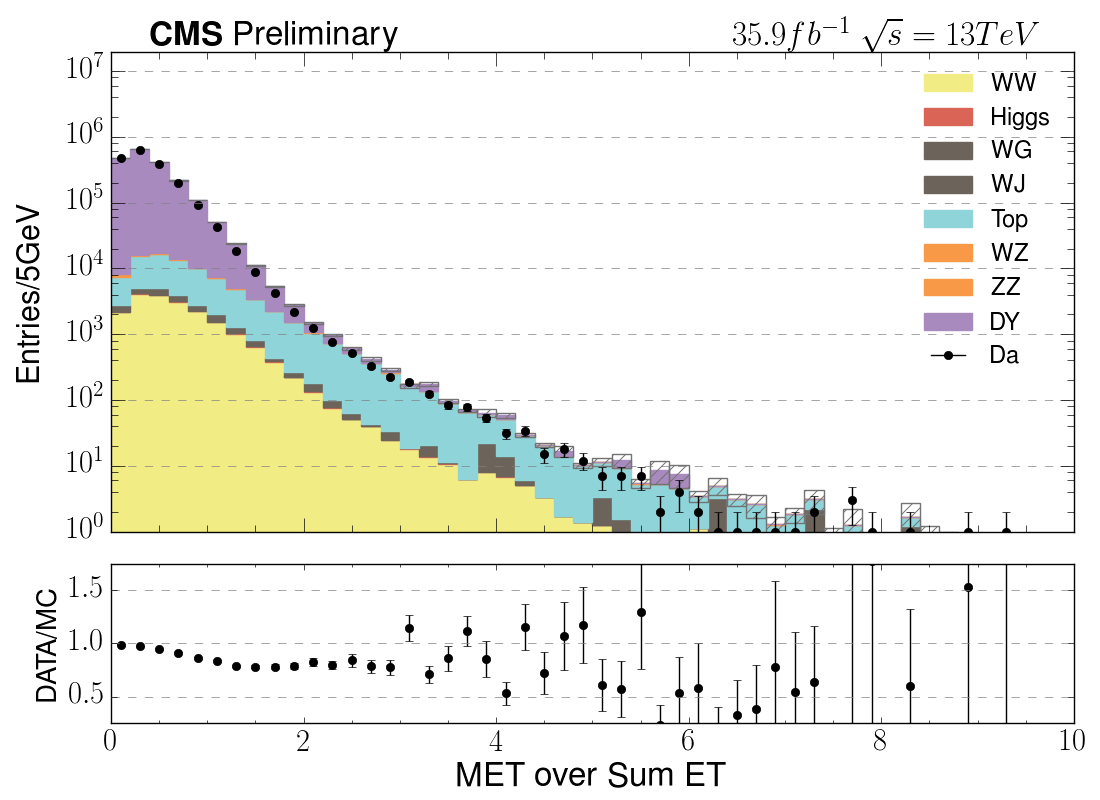 CMS Preliminary 35.9fb⁻¹ √s = 13TeV
10⁷
10⁶
10⁵
10⁴
10³
10²
10¹
10⁰
Entries/5GeV
WW
Higgs
WG
WJ
Top
WZ
ZZ
DY
Da
1.5
1.0
0.5
DATA/MC
0 2 4 6 8 10
MET over Sum ET